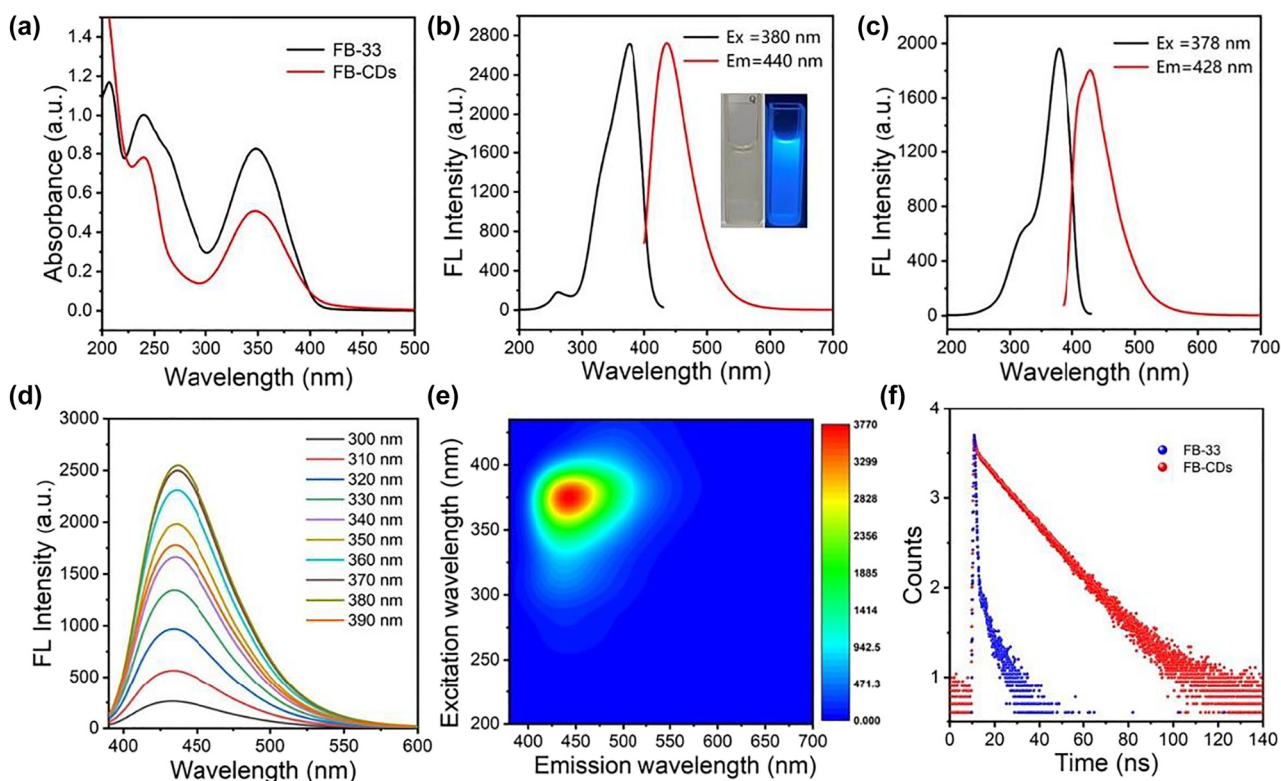 (a)
FB-33
FB-CDs
Absorbance (a.u.)
1.4
1.2
1.0
0.8
0.6
0.4
0.2
0.0
200 250 300 350 400 450 500
Wavelength (nm)
(b)
Ex =380 nm
Em=440 nm
Q
FL Intensity (a.u.)
2800
2400
2000
1600
1200
800
400
0
200 300 400 500 600 700
Wavelength (nm)
(c)
Ex =378 nm
Em=428 nm
FL Intensity (a.u.)
2000
1600
1200
800
400
0
200 300 400 500 600 700
Wavelength (nm)
(d)
300 nm
310 nm
320 nm
330 nm
340 nm
350 nm
360 nm
370 nm
380 nm
390 nm
FL Intensity (a.u.)
3000
2500
2000
1500
1000
500
0
400 450 500 550 600
Wavelength (nm)
(e)
Excitation wavelength (nm)
400
350
300
250
200
400 450 500 550 600 650 700
Emission wavelength (nm)
3770
3299
2828
2356
1885
1414
942.5
471.3
0.000
(f)
FB-33
FB-CDs
Counts
4
3
2
1
0 20 40 60 80 100 120 140
Time (ns)